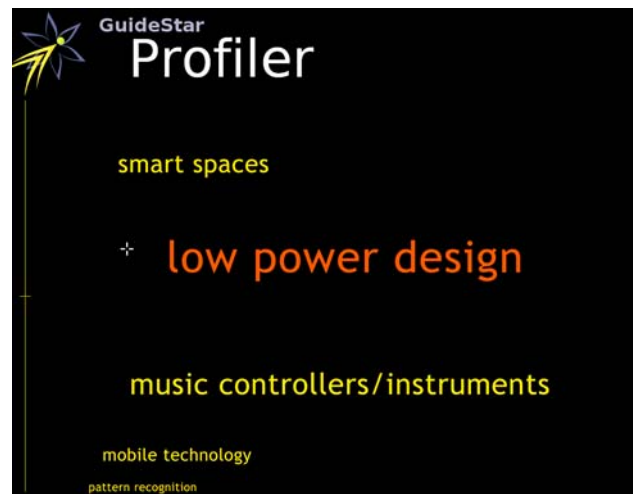 GuideStar
Profiler
smart spaces
low power design
music controllers/instruments
mobile technology
pattern recognition